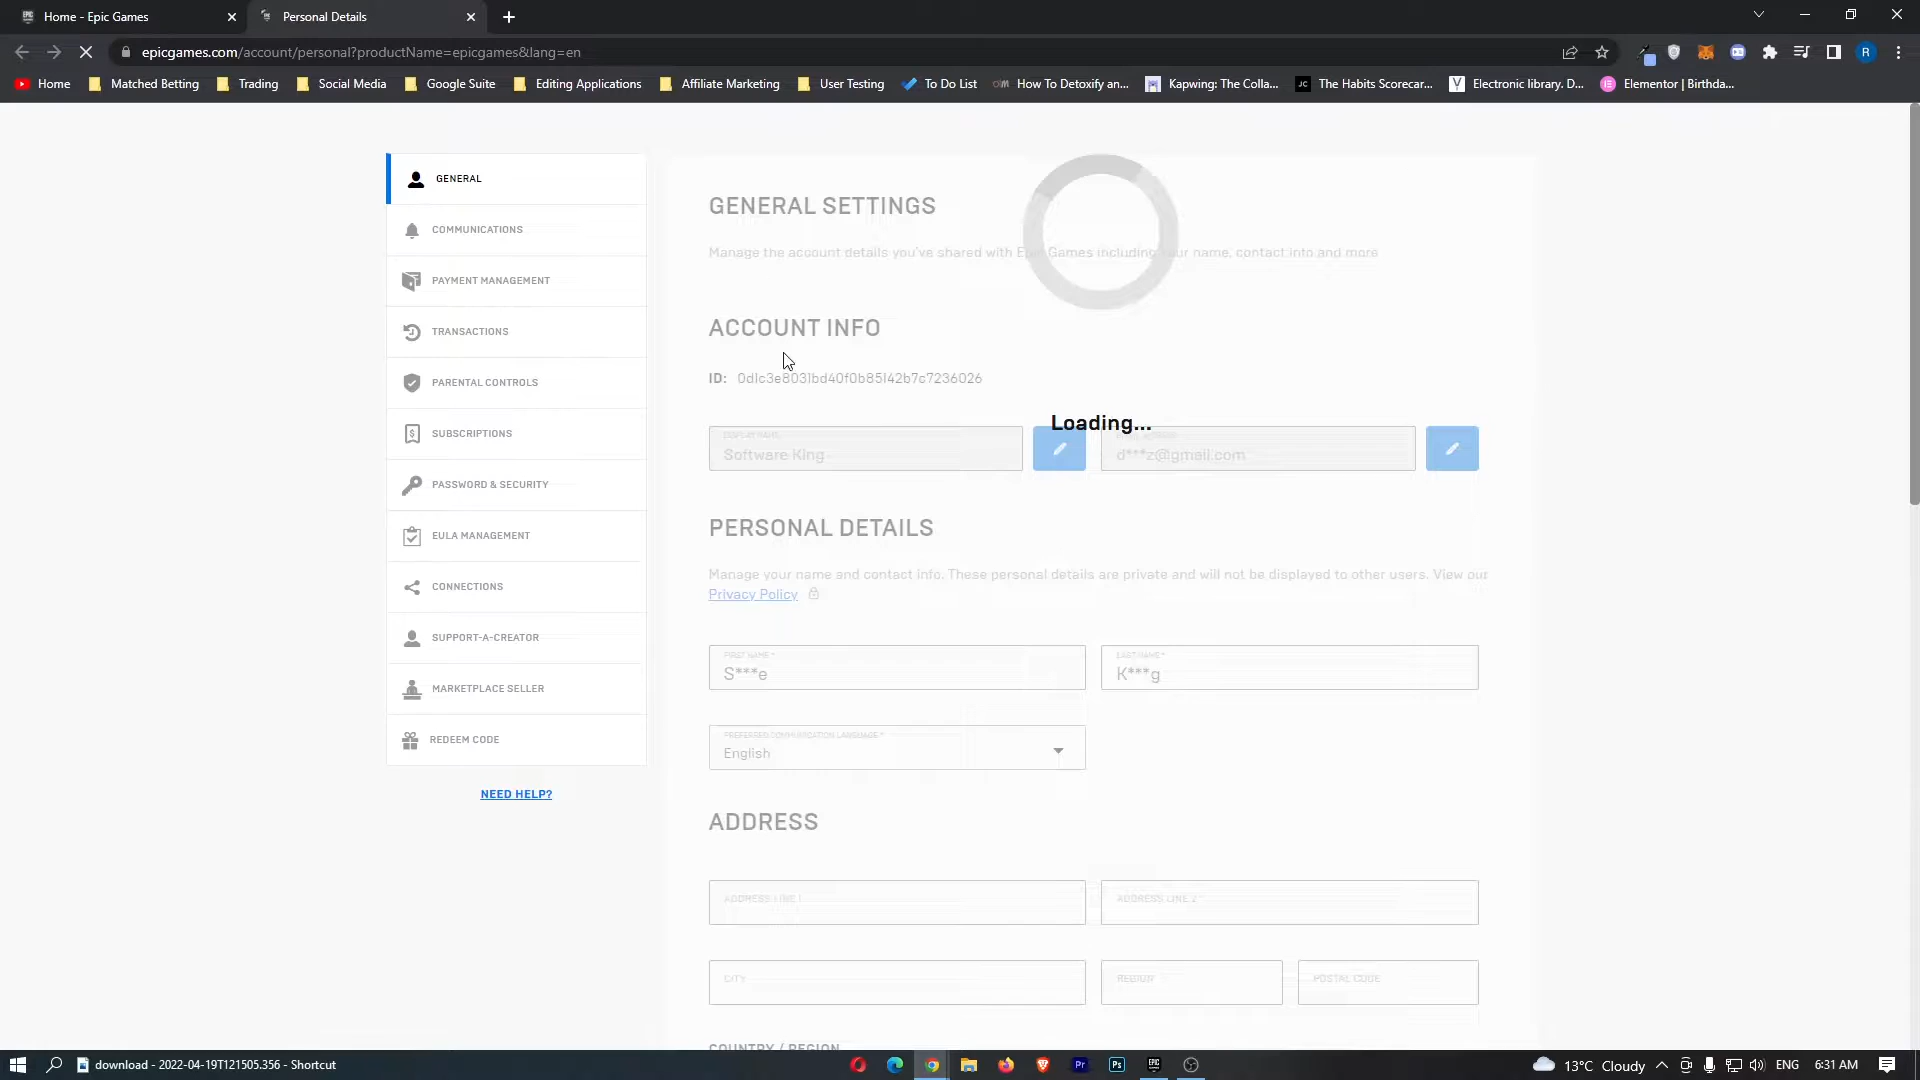 Home - Epic Games
Personal Details
epicgames.com/account/personal?productName=epicgames&lang=en
R
Home
Matched Betting
Trading
Social Media
Google Suite
Editing Applications
Affiliate Marketing
User Testing
To Do List
How To Detoxify an...
Kapwing: The Colla...
JC
The Habits Scorecar...
Electronic library. D...
Elementor | Birthda...
GENERAL
COMMUNICATIONS
PAYMENT MANAGEMENT
TRANSACTIONS
PARENTAL CONTROLS
SUBSCRIPTIONS
PASSWORD & SECURITY
EULA MANAGEMENT
CONNECTIONS
SUPPORT-A-CREATOR
MARKETPLACE SELLER
REDEEM CODE
NEED HELP?
GENERAL SETTINGS
Manage the account details you've shared with Epic Games including your name, contact info and more
ACCOUNT INFO
ID: 0d1c3e8031bd40f0b85142b7c7236026
Loading...
DISPLAY NAME
Software King
d***z@gmail.com
PERSONAL DETAILS
Manage your name and contact info. These personal details are private and will not be displayed to other users. View our
Privacy Policy
FIRST NAME *
S***e
LAST NAME *
K***g
PREFERRED COMMUNICATION LANGUAGE *
English
ADDRESS
ADDRESS LINE 1
ADDRESS LINE 2
CITY
REGION
POSTAL CODE
COUNTRY / REGION
download - 2022-04-19T121505.356 - Shortcut
Pr
Ps
13°C Cloudy
ENG
6:31 AM